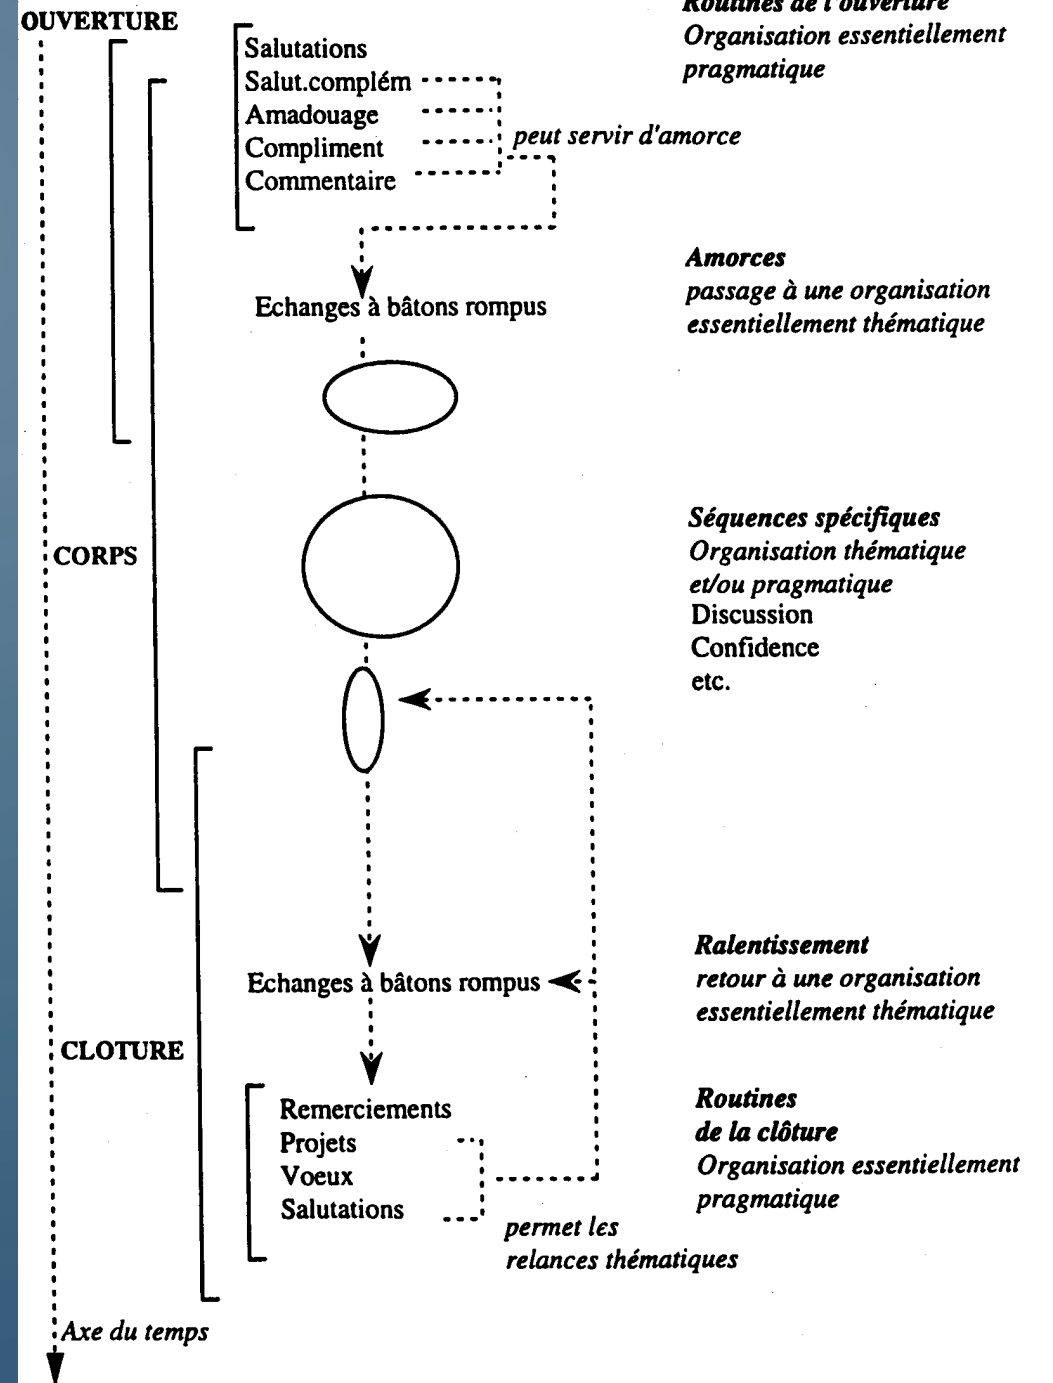 OUVERTURE
Routines de l'ouverture
Organisation essentiellement
pragmatique
Salutations
Salut.complém
Amadouage
Compliment
Commentaire
peut servir d'amorce
Amorces
passage à une organisation
essentiellement thématique
Echanges à bâtons rompus
CORPS
Séquences spécifiques
Organisation thématique
et/ou pragmatique
Discussion
Confidence
etc.
Ralentissement
retour à une organisation
essentiellement thématique
Echanges à bâtons rompus
CLOTURE
Routines
de la clôture
Organisation essentiellement
pragmatique
Remerciements
Projets
Voeux
Salutations
permet les
relances thématiques
Axe du temps